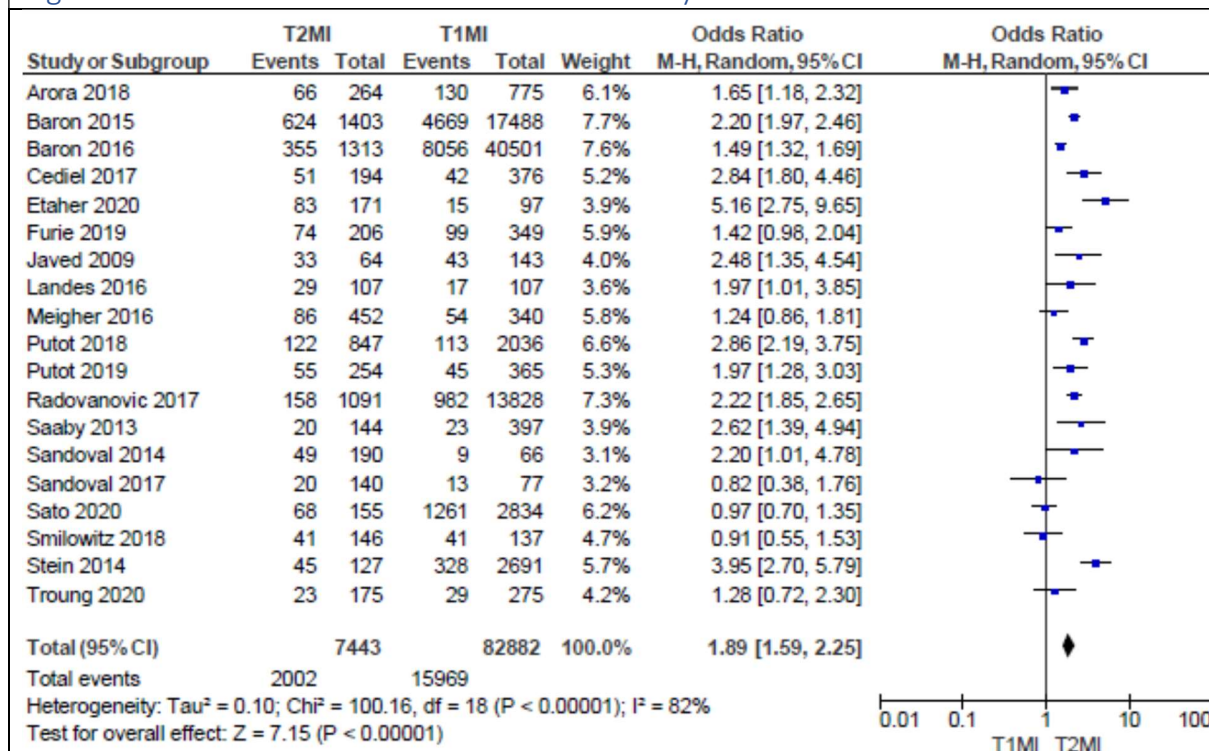 T2MI T1MI Odds Ratio Odds Ratio
Study or Subgroup Events Total Events Total Weight M-H, Random, 95% CI M-H, Random, 95% CI
Arora 2018 66 264 130 775 6.1% 1.65 [1.18, 2.32]
Baron 2015 624 1403 4669 17488 7.7% 2.20 [1.97, 2.46]
Baron 2016 355 1313 8056 40501 7.6% 1.49 [1.32, 1.69]
Cediel 2017 51 194 42 376 5.2% 2.84 [1.80, 4.46]
Etaher 2020 83 171 15 97 3.9% 5.16 [2.75, 9.65]
Furie 2019 74 206 99 349 5.9% 1.42 [0.98, 2.04]
Javed 2009 33 64 43 143 4.0% 2.48 [1.35, 4.54]
Landes 2016 29 107 17 107 3.6% 1.97 [1.01, 3.85]
Meigher 2016 86 452 54 340 5.8% 1.24 [0.86, 1.81]
Putot 2018 122 847 113 2036 6.6% 2.86 [2.19, 3.75]
Putot 2019 55 254 45 365 5.3% 1.97 [1.28, 3.03]
Radovanovic 2017 158 1091 982 13828 7.3% 2.22 [1.85, 2.65]
Saaby 2013 20 144 23 397 3.9% 2.62 [1.39, 4.94]
Sandoval 2014 49 190 9 66 3.1% 2.20 [1.01, 4.78]
Sandoval 2017 20 140 13 77 3.2% 0.82 [0.38, 1.76]
Sato 2020 68 155 1261 2834 6.2% 0.97 [0.70, 1.35]
Smilowitz 2018 41 146 41 137 4.7% 0.91 [0.55, 1.53]
Stein 2014 45 127 328 2691 5.7% 3.95 [2.70, 5.79]
Troung 2020 23 175 29 275 4.2% 1.28 [0.72, 2.30]
Total (95% CI) 7443 82882 100.0% 1.89 [1.59, 2.25]
Total events 2002 15969
Heterogeneity: Tau² = 0.10; Chi² = 100.16, df = 18 (P < 0.00001); I² = 82%
Test for overall effect: Z = 7.15 (P < 0.00001)
0.01 0.1 1 10 100
T1MI T2MI